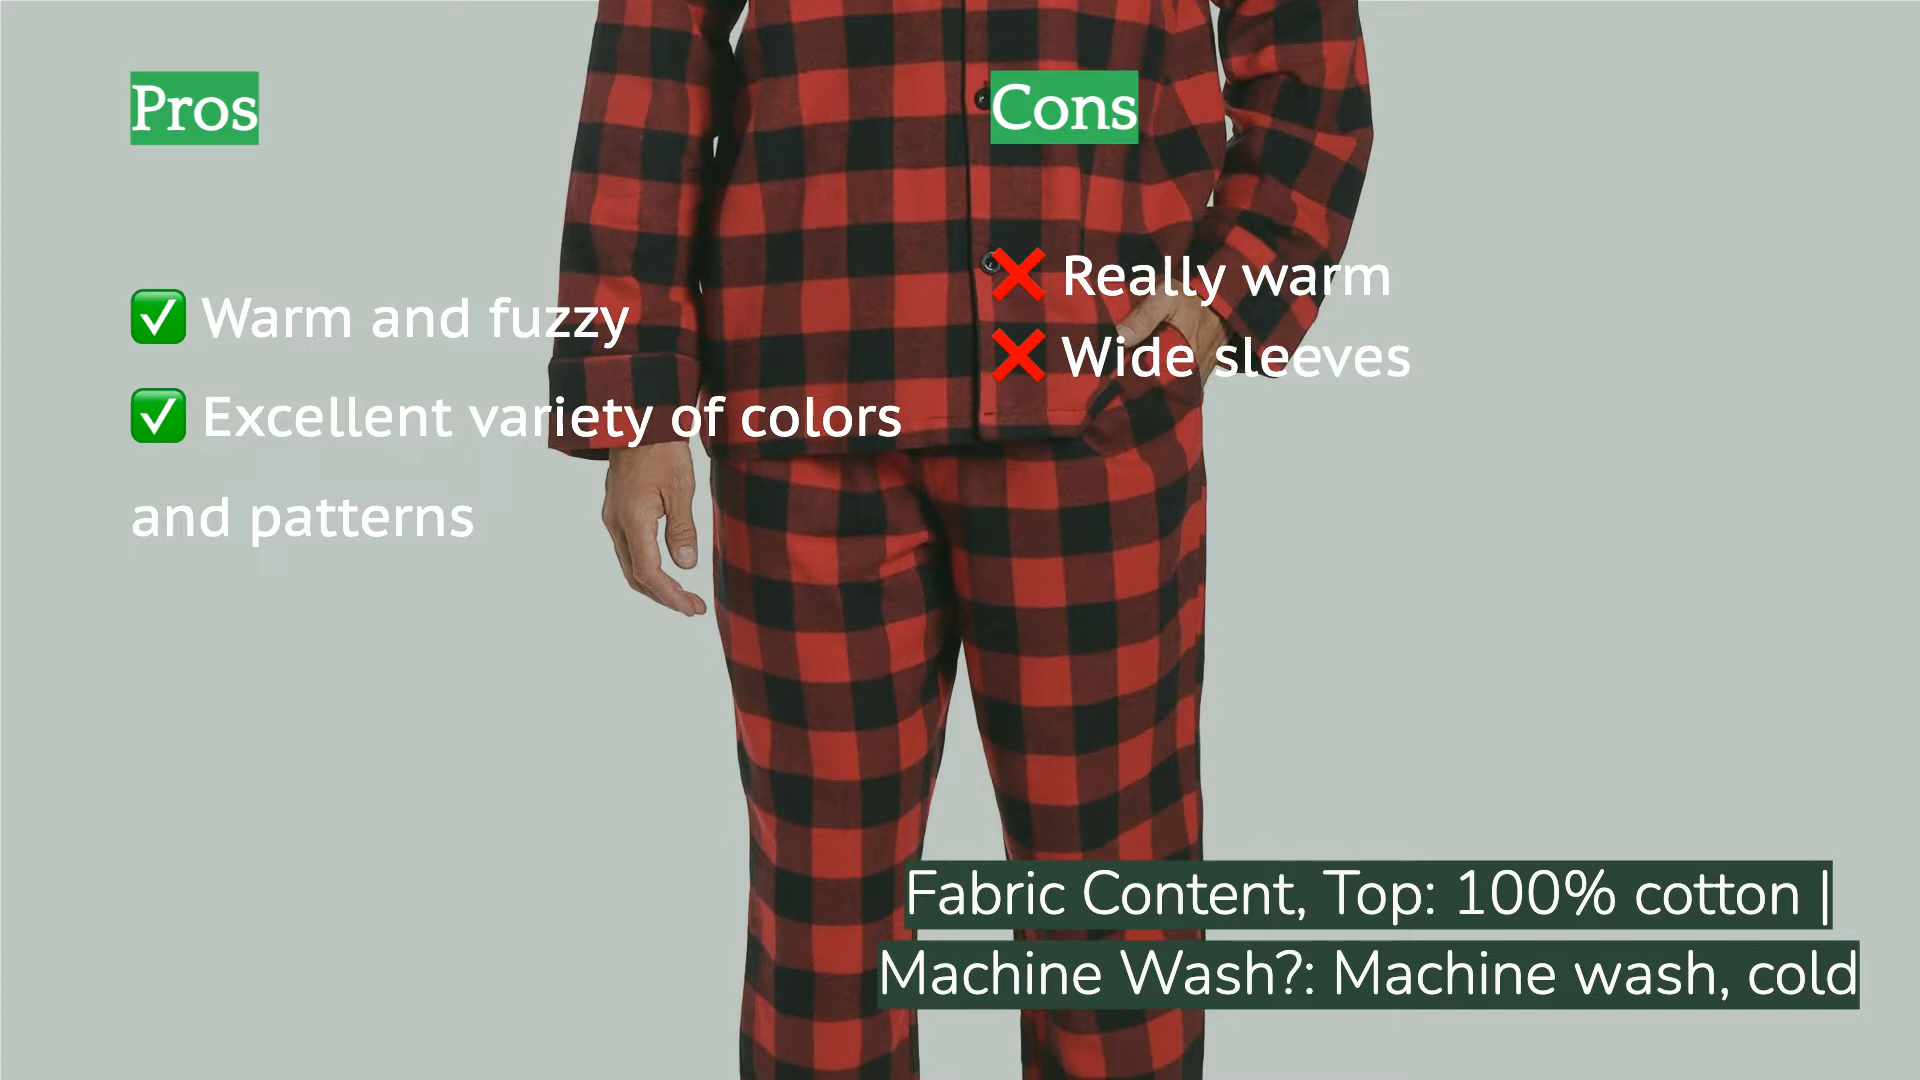 Pros
✅ Warm and fuzzy
✅ Excellent variety of colors
and patterns
Cons
❌ Really warm
❌ Wide sleeves
Fabric Content, Top: 100% cotton |
Machine Wash?: Machine wash, cold